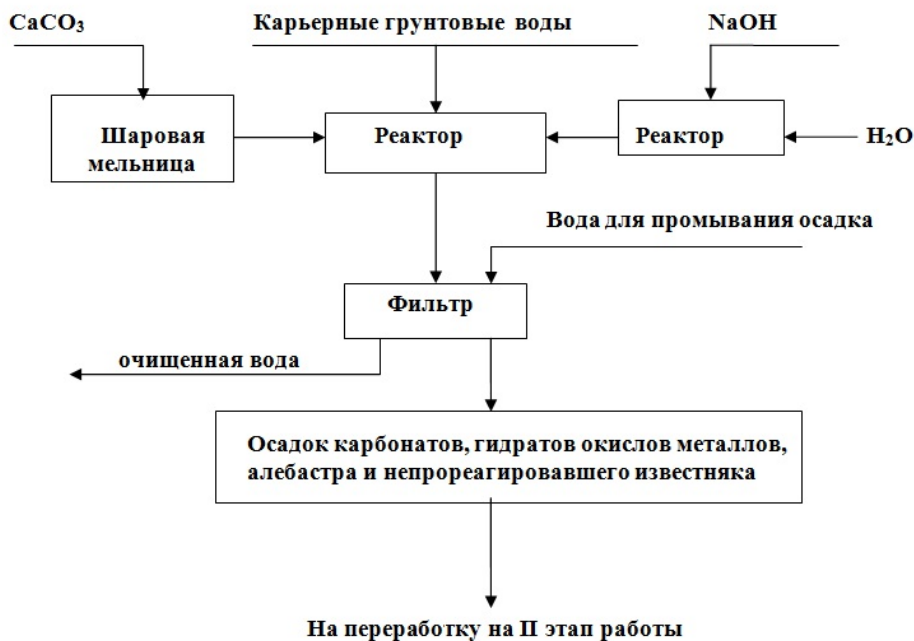 CaCO₃
Карьерные грунтовые воды
NaOH
Шаровая
мельница
Реактор
Реактор
H₂O
Вода для промывания осадка
Фильтр
очищенная вода
Осадок карбонатов, гидратов окислов металлов,
алебастра и непрореагировавшего известняка
На переработку на II этап работы